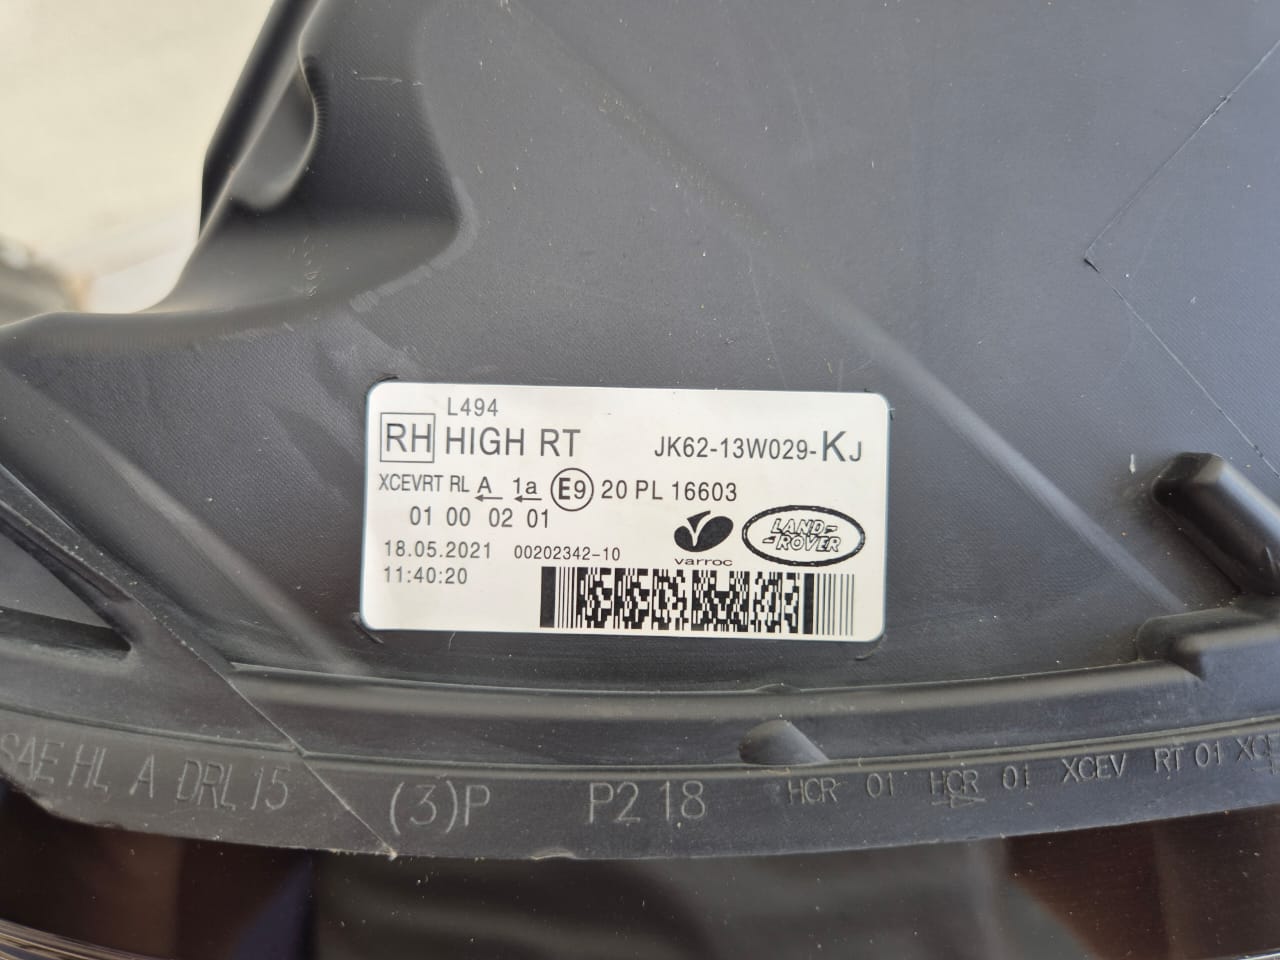 L494
RH HIGH RT JK62-13W029-KJ
XCEVRT RL A 1a E9 20 PL 16603
01 00 02 01
18.05.2021 00202342-10
11:40:20
varroc
LAND-
-ROVER
SAE HL A DRL 15 (3)P P2 18 HCR 01 HCR 01 XCEV RT 01